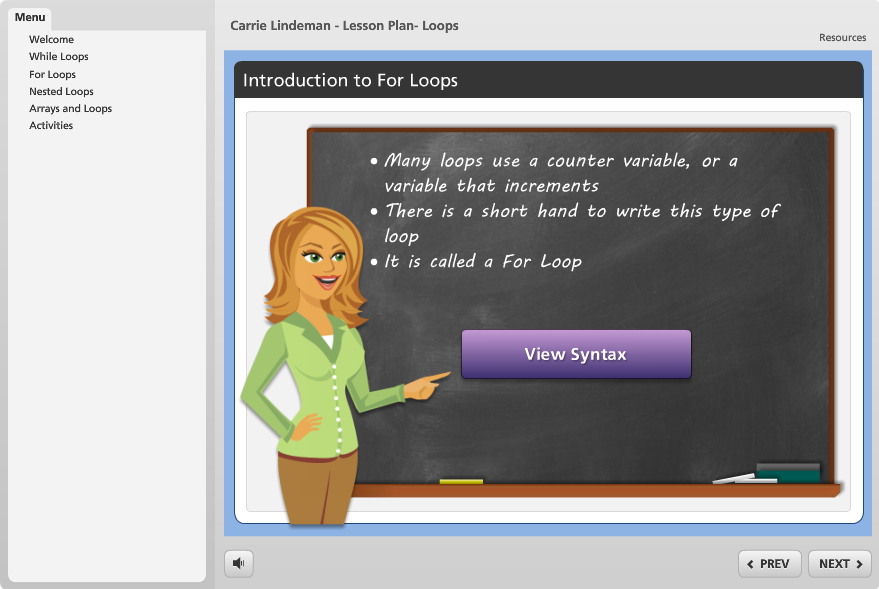 Menu
Welcome
While Loops
For Loops
Nested Loops
Arrays and Loops
Activities
Carrie Lindeman - Lesson Plan- Loops
Resources
Introduction to For Loops
• Many loops use a counter variable, or a
variable that increments
• There is a short hand to write this type of
loop
• It is called a For Loop
View Syntax
PREV
NEXT